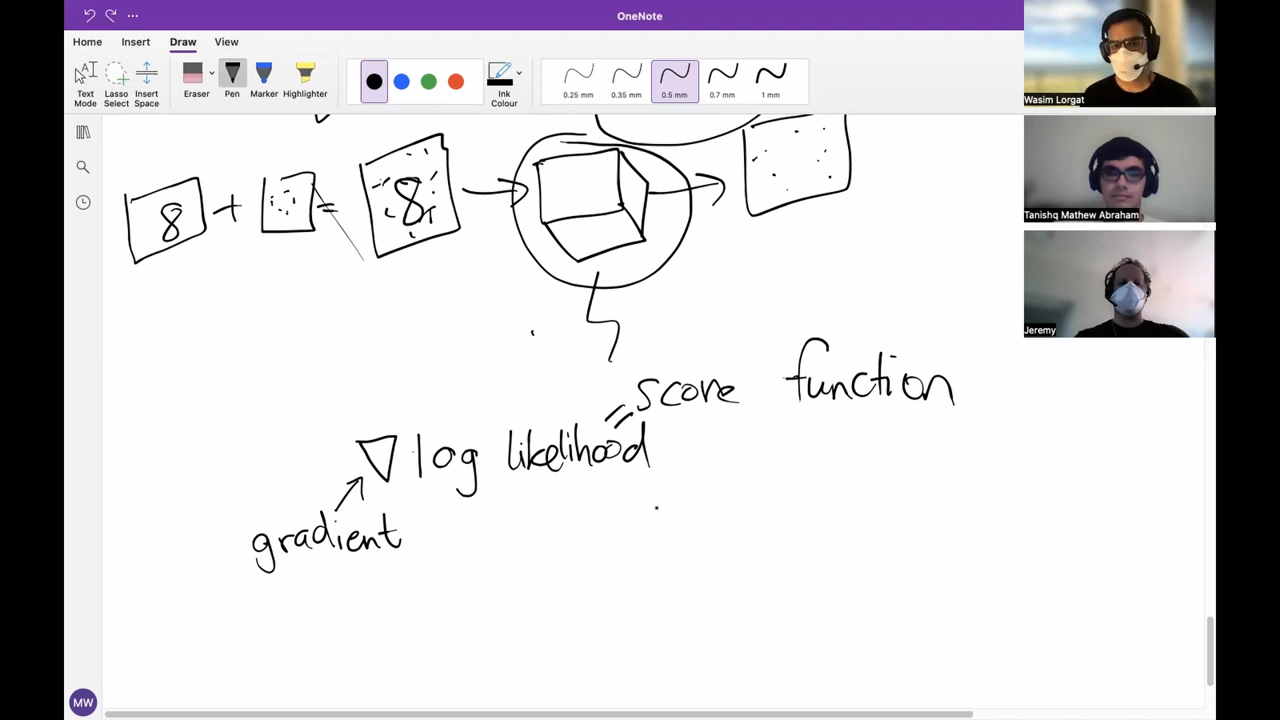 OneNote
Home Insert Draw View
Text Mode
Lasso Select
Insert Space
Eraser
Pen
Marker
Highlighter
Ink Colour
0.25 mm
0.35 mm
0.5 mm
0.7 mm
1 mm
Wasim Lorgat
Tanishq Mathew Abraham
Jeremy
8 + = 8
= score function
∇ log likelihood
gradient
MW